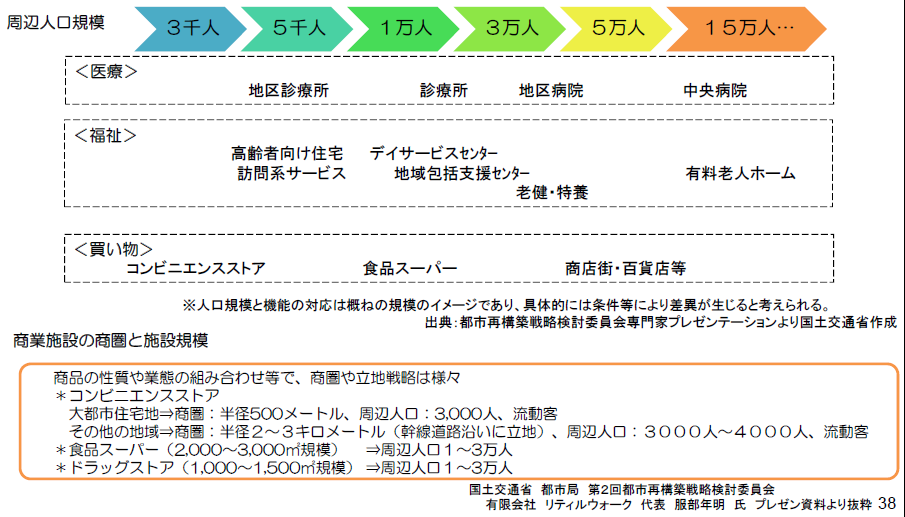 周辺人口規模
３千人 ５千人 １万人 ３万人 ５万人 １５万人…
＜医療＞
地区診療所 診療所 地区病院 中央病院
＜福祉＞
高齢者向け住宅 デイサービスセンター
訪問系サービス 地域包括支援センター 有料老人ホーム
老健・特養
＜買い物＞
コンビニエンスストア 食品スーパー 商店街・百貨店等
※人口規模と機能の対応は概ねの規模のイメージであり、具体的には条件等により差異が生じると考えられる。
出典：都市再構築戦略検討委員会専門家プレゼンテーションより国土交通省作成
商業施設の商圏と施設規模
商品の性質や業態の組み合わせ等で、商圏や立地戦略は様々
＊コンビニエンスストア
大都市住宅地⇒商圏：半径500メートル、周辺人口：3,000人、流動客
その他の地域⇒商圏：半径２～３キロメートル（幹線道路沿いに立地）、周辺人口：３０００人～４０００人、流動客
＊食品スーパー（2,000～3,000㎡規模） ⇒周辺人口１～３万人
＊ドラッグストア（1,000～1,500㎡規模）⇒周辺人口１～３万人
国土交通省 都市局 第２回都市再構築戦略検討委員会
有限会社 リティルウォーク 代表 服部年明 氏 プレゼン資料より抜粋 38